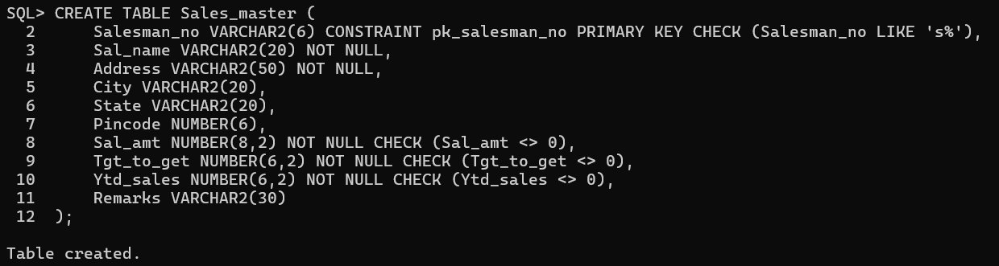 SQL> CREATE TABLE Sales_master (
  2      Salesman_no VARCHAR2(6) CONSTRAINT pk_salesman_no PRIMARY KEY CHECK (Salesman_no LIKE 's%'),
  3      Sal_name VARCHAR2(20) NOT NULL,
  4      Address VARCHAR2(50) NOT NULL,
  5      City VARCHAR2(20),
  6      State VARCHAR2(20),
  7      Pincode NUMBER(6),
  8      Sal_amt NUMBER(8,2) NOT NULL CHECK (Sal_amt <> 0),
  9      Tgt_to_get NUMBER(6,2) NOT NULL CHECK (Tgt_to_get <> 0),
 10      Ytd_sales NUMBER(6,2) NOT NULL CHECK (Ytd_sales <> 0),
 11      Remarks VARCHAR2(30)
 12  );
Table created.